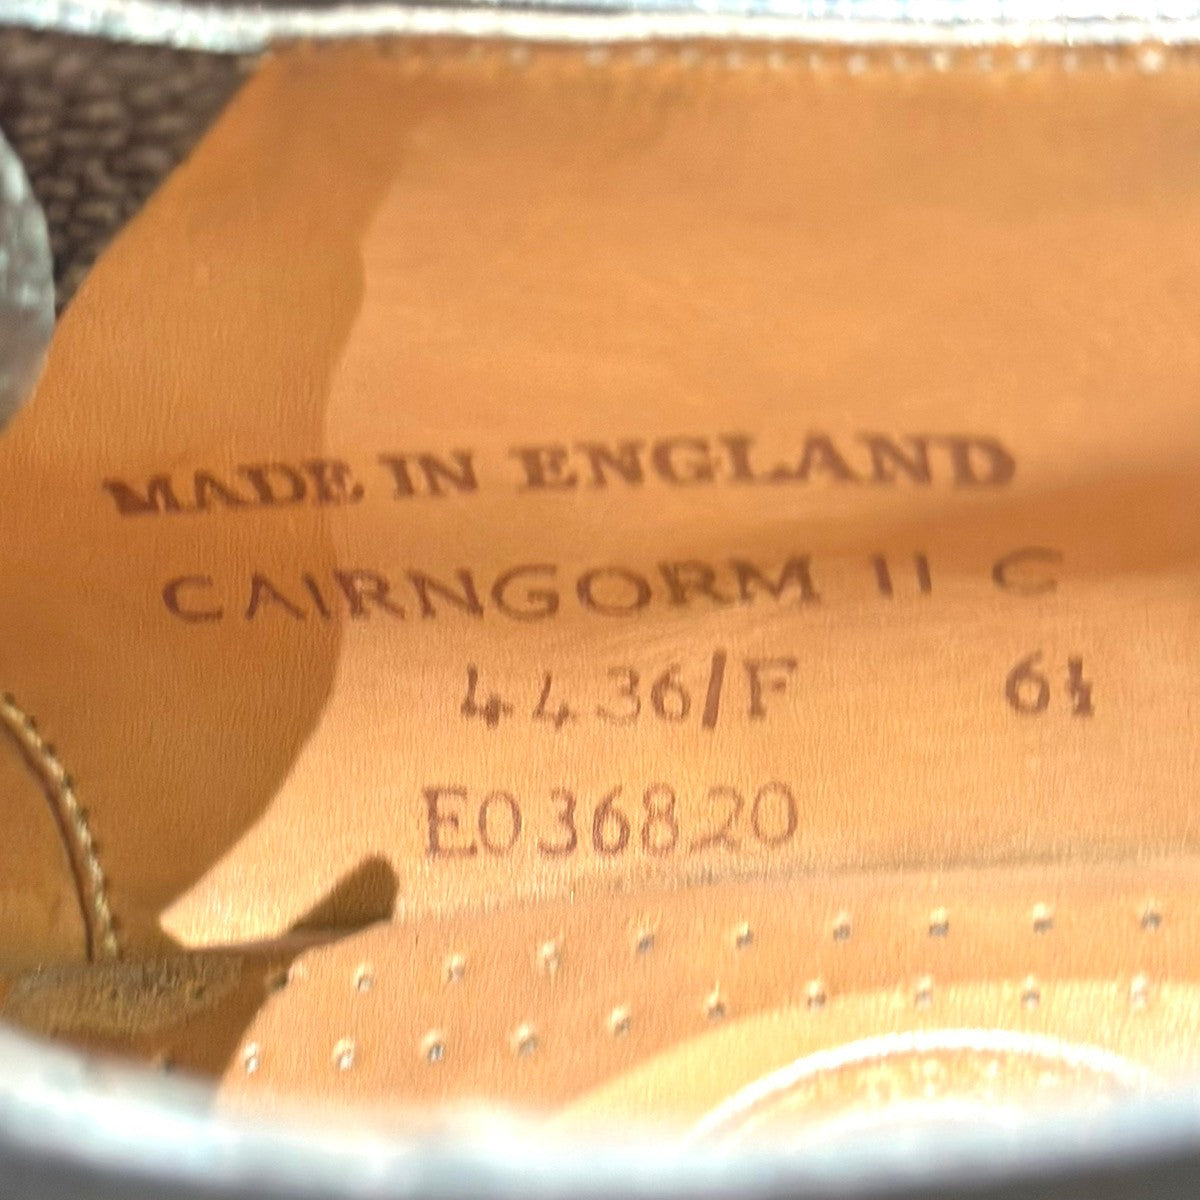 MADE IN ENGLAND
CAIRNGORM II C
4436/F 6½
E036820